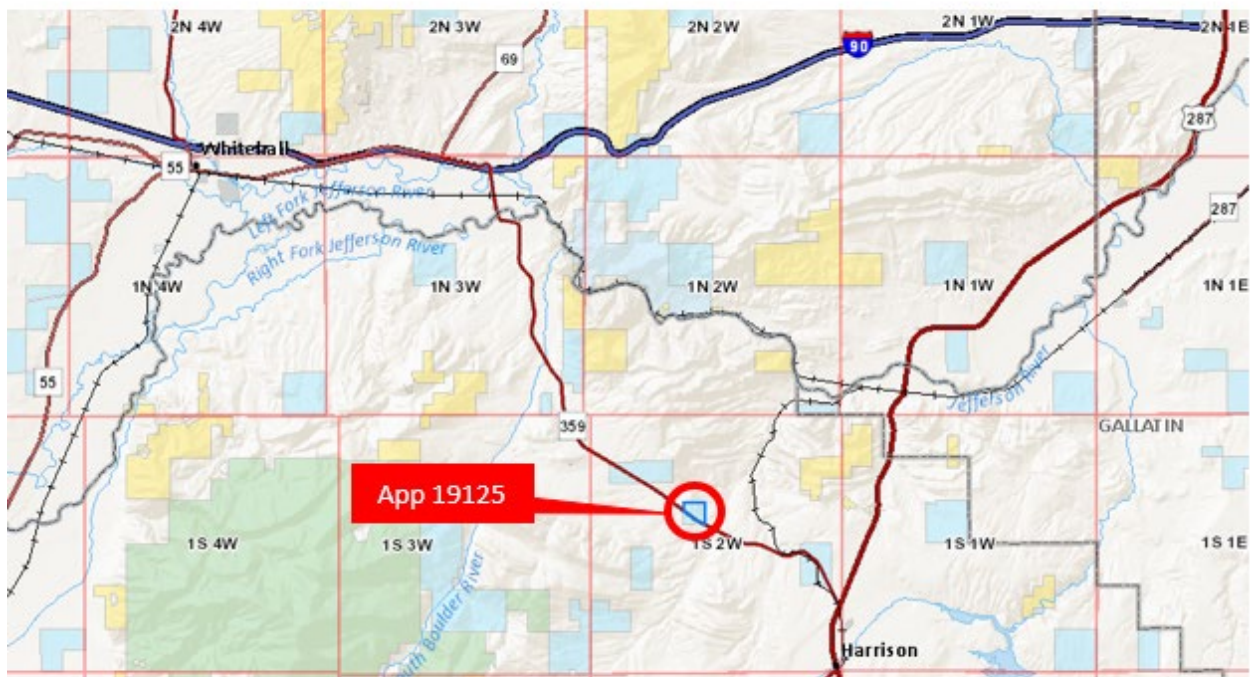 2N 4W
2N 3W
2N 2W
2N 1W
2N 1E
69
90
287
Whitehall
55
Left Fork Jefferson River
287
Right Fork Jefferson River
1N 4W
1N 3W
1N 2W
1N 1W
1N 1E
55
Jefferson River
359
GALLATIN
App 19125
1S 4W
1S 3W
1S 2W
1S 1W
1S 1E
South Boulder River
Harrison